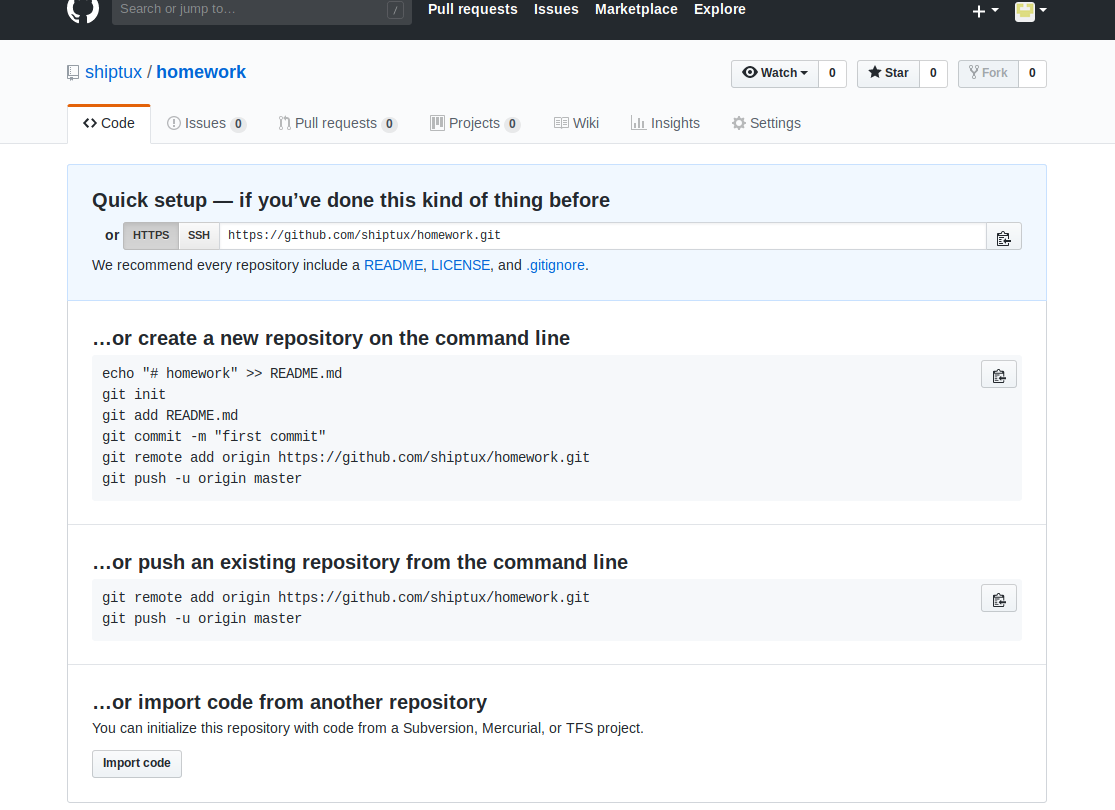 Search or jump to… / Pull requests Issues Marketplace Explore
shiptux / homework Watch 0 Star 0 Fork 0
Code Issues 0 Pull requests 0 Projects 0 Wiki Insights Settings
Quick setup — if you’ve done this kind of thing before
or HTTPS SSH https://github.com/shiptux/homework.git
We recommend every repository include a README, LICENSE, and .gitignore.
…or create a new repository on the command line
echo "# homework" >> README.md
git init
git add README.md
git commit -m "first commit"
git remote add origin https://github.com/shiptux/homework.git
git push -u origin master
…or push an existing repository from the command line
git remote add origin https://github.com/shiptux/homework.git
git push -u origin master
…or import code from another repository
You can initialize this repository with code from a Subversion, Mercurial, or TFS project.
Import code